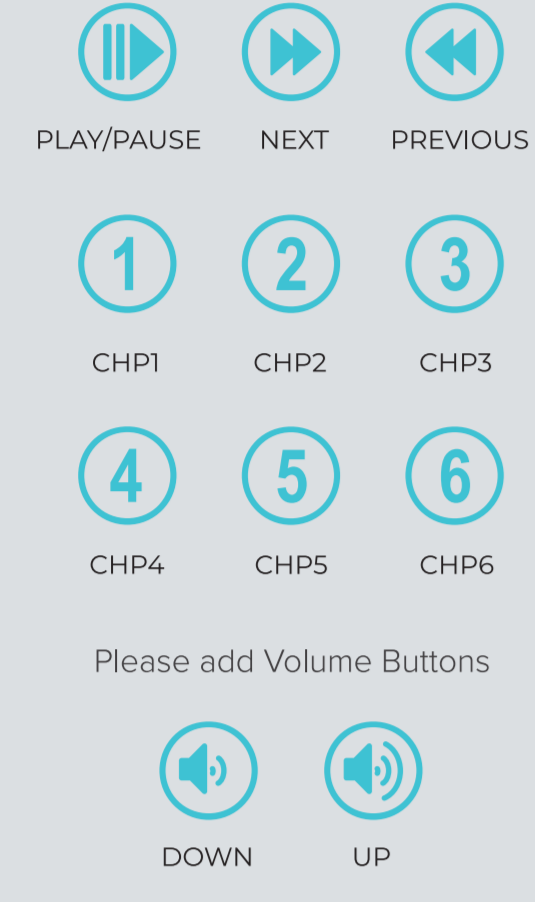 PLAY/PAUSE NEXT PREVIOUS
1 2 3
CHP1 CHP2 CHP3
4 5 6
CHP4 CHP5 CHP6
Please add Volume Buttons
DOWN UP